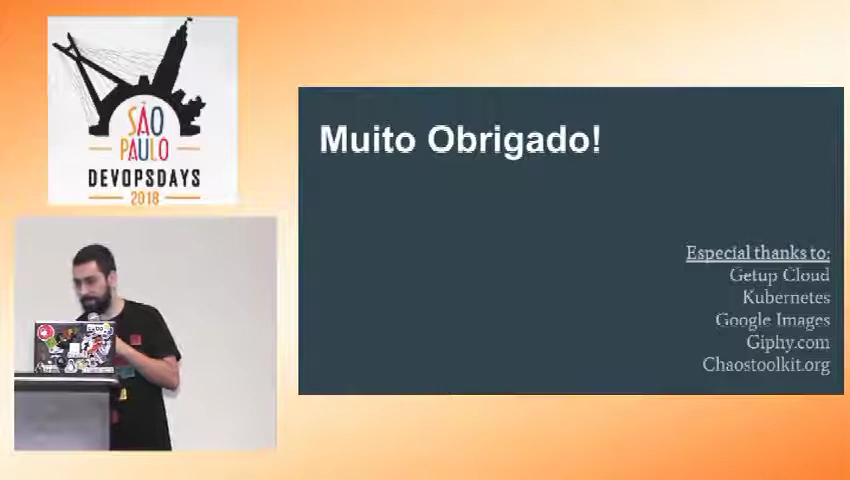 SÃO
PAULO
DEVOPSDAYS
2018
Muito Obrigado!
Especial thanks to:
Getup Cloud
Kubernetes
Google Images
Giphy.com
Chaostoolkit.org